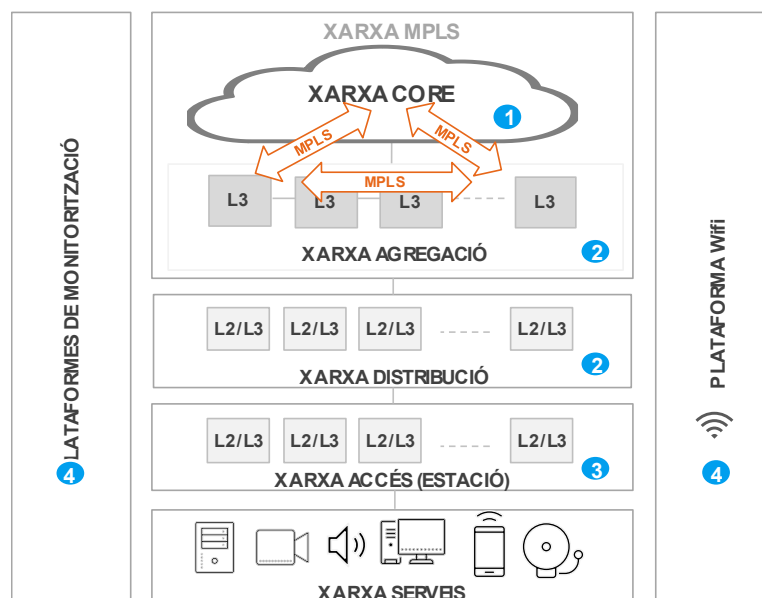 XARXA MPLS
XARXA CORE
1
MPLS
MPLS
MPLS
L3
L3
L3
L3
XARXA AGREGACIÓ
2
L2/L3
L2/L3
L2/L3
L2/L3
XARXA DISTRIBUCIÓ
2
L2/L3
L2/L3
L2/L3
L2/L3
XARXA ACCÉS (ESTACIÓ)
3
XARXA SERVEIS
LATAFORMES DE MONITORITZACIÓ
4
PLATAFORMA Wifi
4